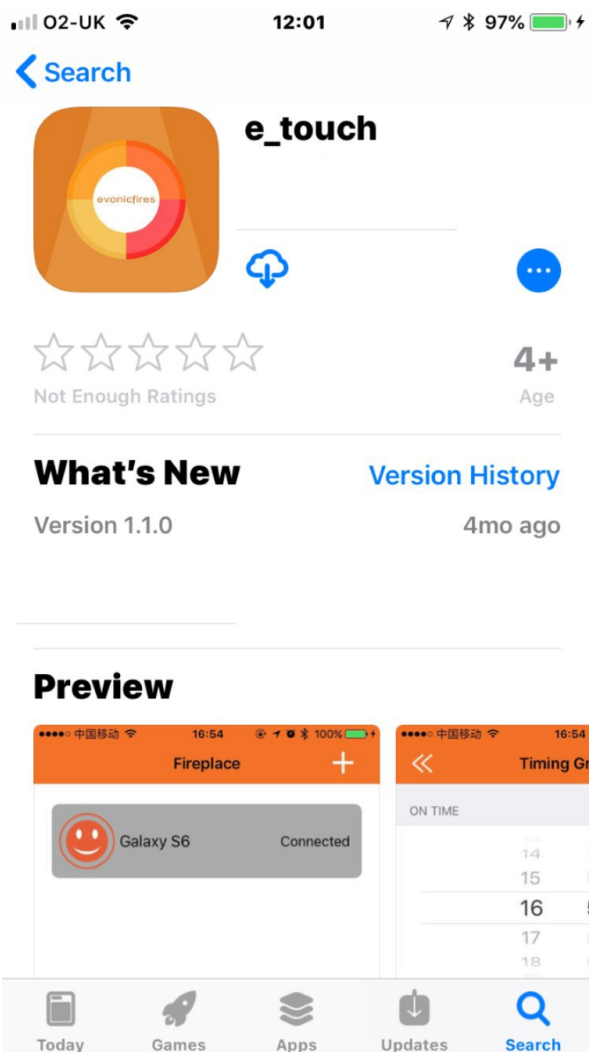 O2-UK 12:01 97%
Search
e_touch
evonicfires
4+
Not Enough Ratings Age
What's New Version History
Version 1.1.0 4mo ago
Preview
中国移动 16:54 100% 中国移动 16:54
Fireplace + Timing Gr
ON TIME
Galaxy S6 Connected
14
15
16
17
18
Today Games Apps Updates Search